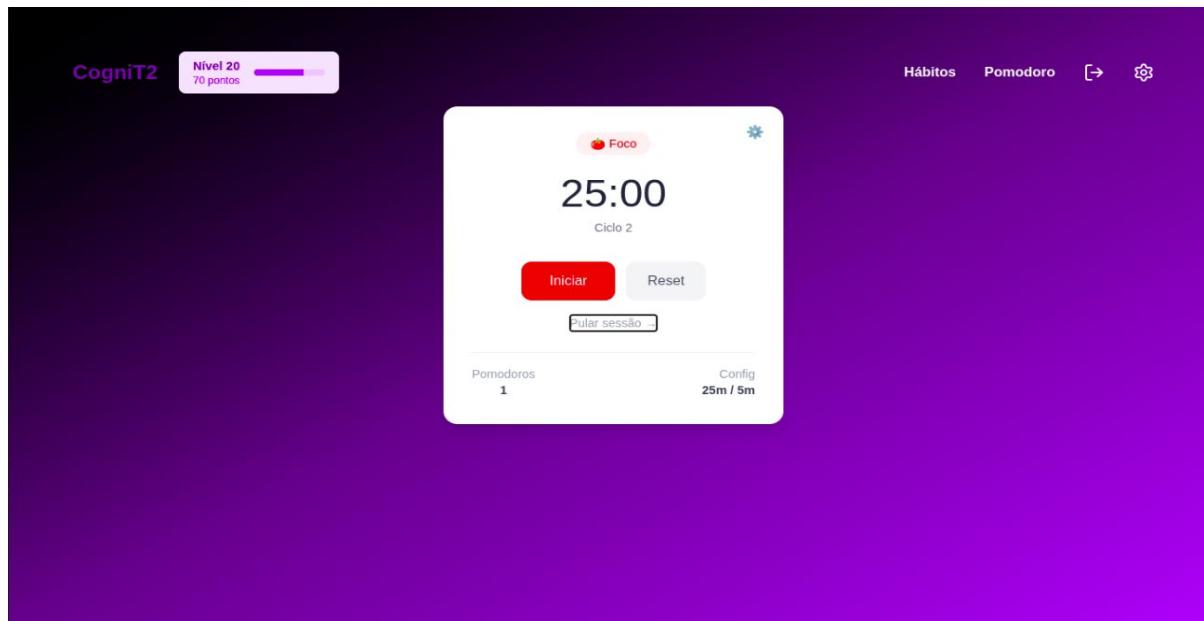 CogniT2
Nível 20
70 pontos
Hábitos Pomodoro
Foco
25:00
Ciclo 2
Iniciar Reset
Pular sessão →
Pomodoros Config
1 25m / 5m